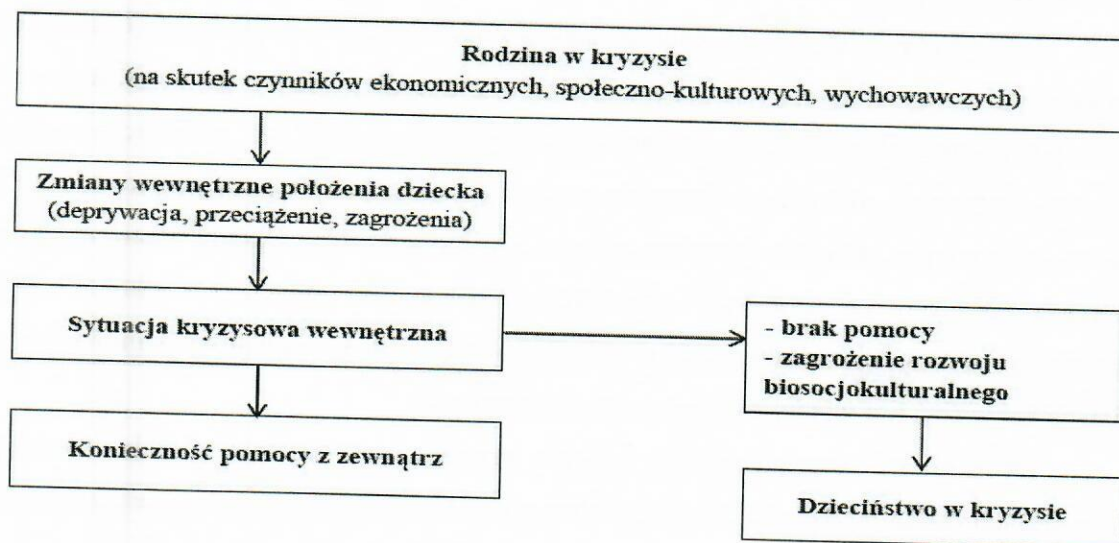 Rodzina w kryzysie
(na skutek czynników ekonomicznych, społeczno-kulturowych, wychowawczych)
Zmiany wewnętrzne położenia dziecka
(deprywacja, przeciążenie, zagrożenia)
Sytuacja kryzysowa wewnętrzna
- brak pomocy
- zagrożenie rozwoju
biosocjokulturalnego
Konieczność pomocy z zewnątrz
Dzieciństwo w kryzysie